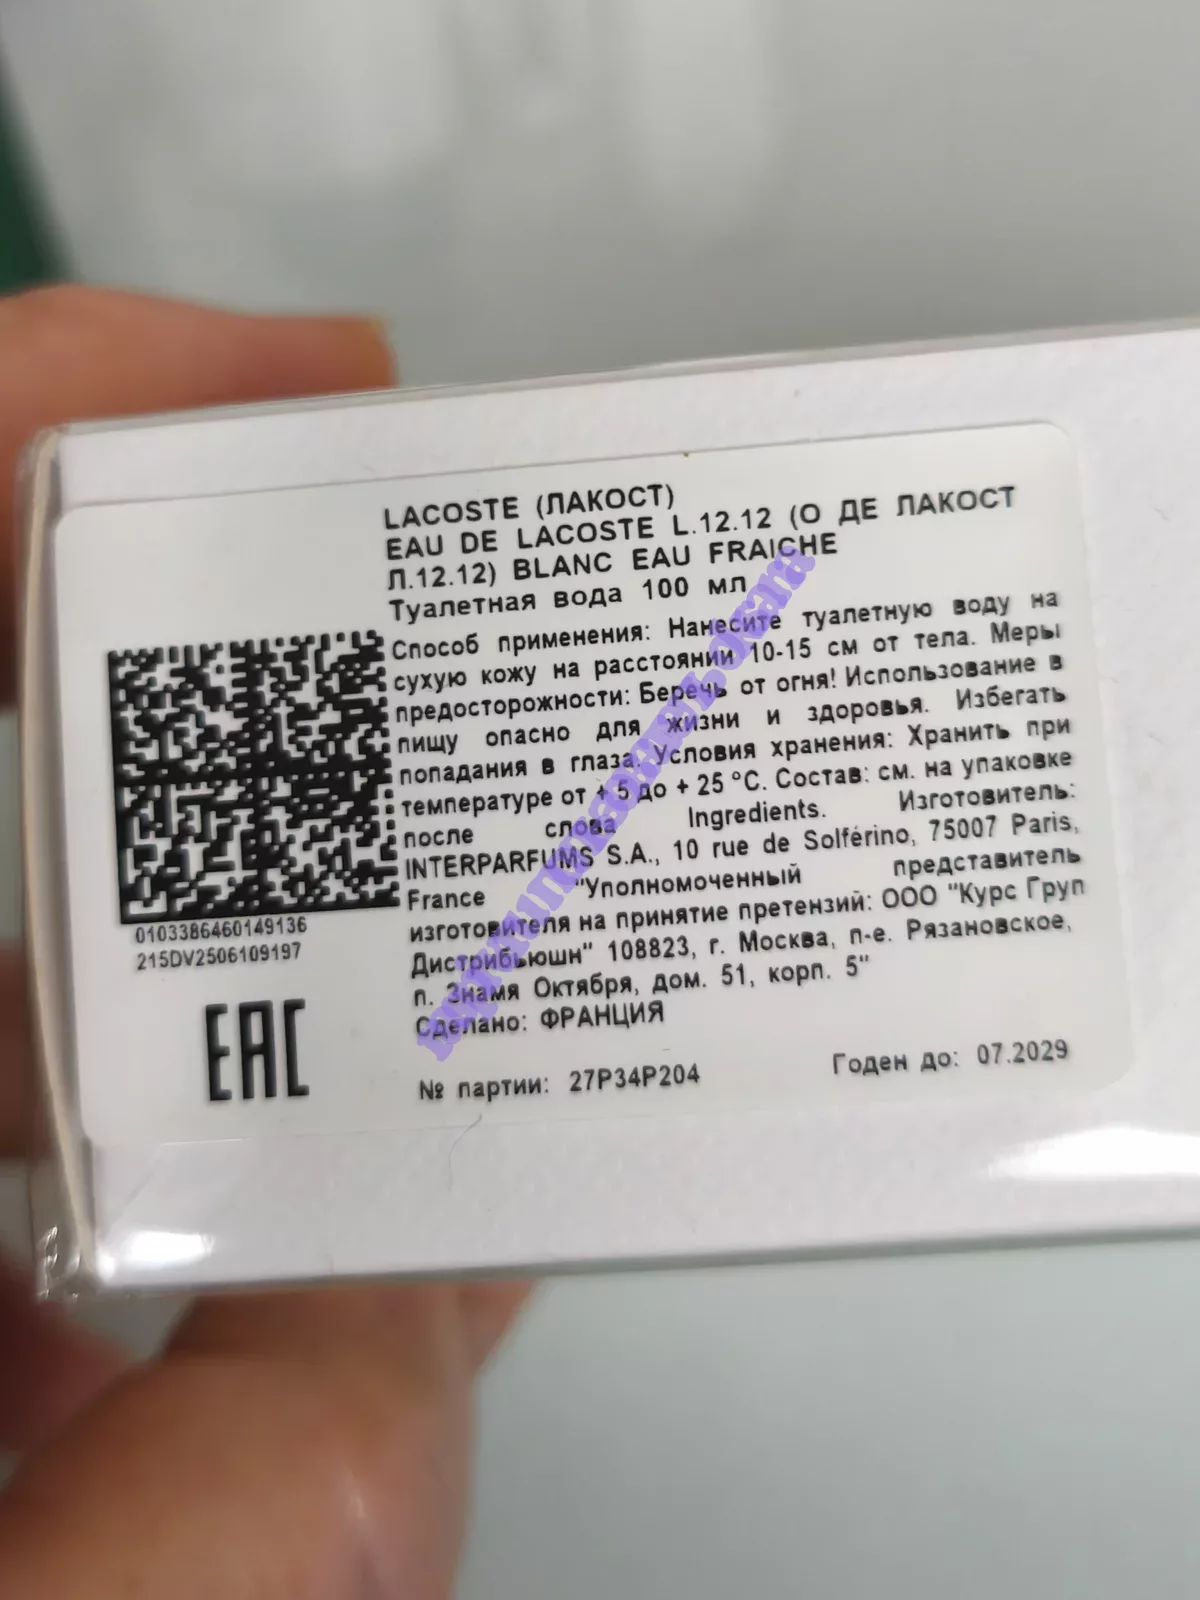 LACOSTE (ЛАКОСТ)
EAU DE LACOSTE L.12.12 (О ДЕ ЛАКОСТ
Л.12.12) BLANC EAU FRAICHE
Туалетная вода 100 мл
Способ применения: Нанесите туалетную воду на
сухую кожу на расстоянии 10-15 см от тела. Меры
предосторожности: Беречь от огня! Использование в
пищу опасно для жизни и здоровья. Избегать
попадания в глаза. Условия хранения: Хранить при
температуре от + 5 до + 25 °C. Состав: см. на упаковке
после слова Ingredients. Изготовитель:
INTERPARFUMS S.A., 10 rue de Solférino, 75007 Paris,
France "Уполномоченный представитель
изготовителя на принятие претензий: ООО "Курс Груп
Дистрибьюшн" 108823, г. Москва, п-е. Рязановское,
п. Знамя Октября, дом. 51, корп. 5"
Сделано: ФРАНЦИЯ
№ партии: 27P34P204
Годен до: 07.2029
0103386460149136
215DV2506109197
EAC